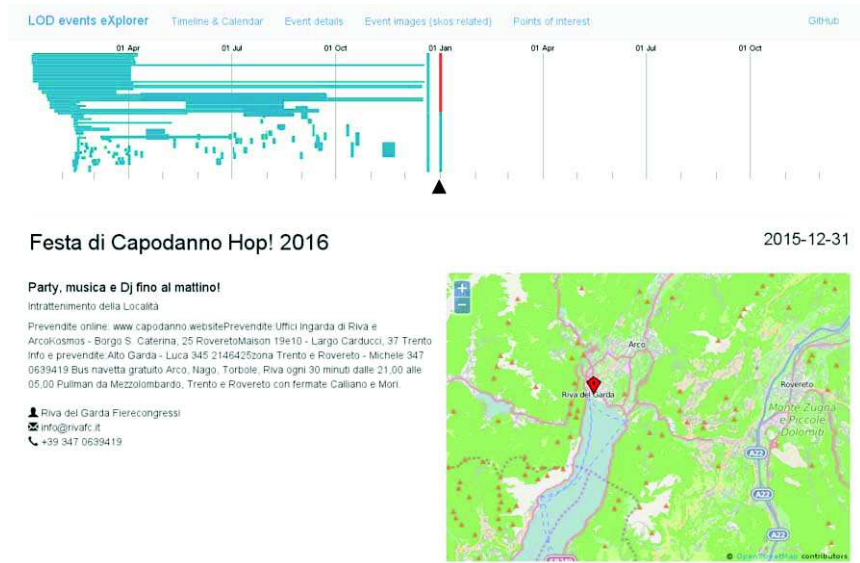 LOD events eXplorer Timeline & Calendar Event details Event images (skos:related) Points of interest GitHub
01 Apr 01 Jul 01 Oct 01 Jan 01 Apr 01 Jul 01 Oct
Festa di Capodanno Hop! 2016
2015-12-31
Party, musica e Dj fino al mattino!
Intrattenimento della Località
Prevendite online: www.capodanno.websitePrevendite:Uffici Ingarda di Riva e
ArcoKosmos - Borgo S. Caterina, 25 RoveretoMaison 19e10 - Largo Carducci, 37 Trento
Info e prevendite:Alto Garda - Luca 345 2146425zona Trento e Rovereto - Michele 347
0639419 Bus navetta gratuito Arco, Nago, Torbole, Riva ogni 30 minuti dalle 21,00 alle
05,00 Pullman da Mezzolombardo, Trento e Rovereto con fermate Calliano e Mori.
Riva del Garda Fierecongressi
info@rivafc.it
+39 347 0639419
+
−
Arco
Riva del Garda
Rovereto
Monte Zugna
e Piccole
Dolomiti
A22
A22
A22
© OpenStreetMap contributors